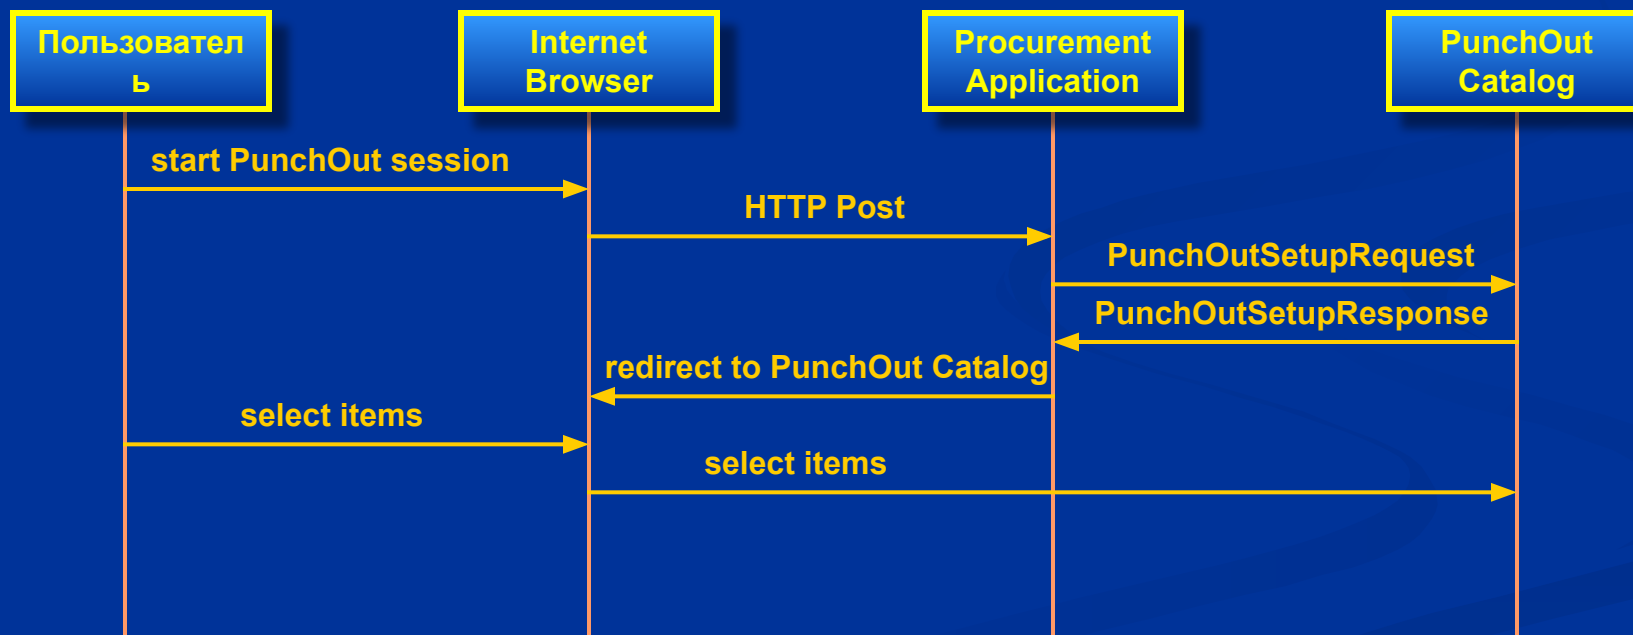 Пользовател
ь
Internet
Browser
Procurement
Application
PunchOut
Catalog
start PunchOut session
HTTP Post
PunchOutSetupRequest
PunchOutSetupResponse
redirect to PunchOut Catalog
select items
select items